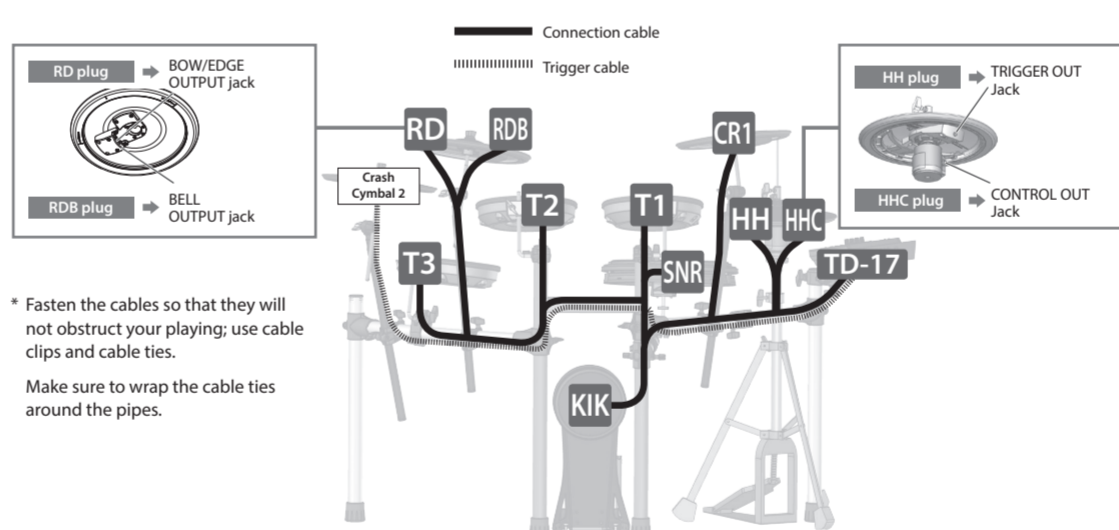 Connection cable
Trigger cable
RD plug
BOW/EDGE
OUTPUT jack
RDB plug
BELL
OUTPUT jack
HH plug
TRIGGER OUT
Jack
HHC plug
CONTROL OUT
Jack
RD
RDB
CR1
Crash
Cymbal 2
T2
T1
HH
HHC
T3
SNR
TD-17
KIK
* Fasten the cables so that they will
not obstruct your playing; use cable
clips and cable ties.
Make sure to wrap the cable ties
around the pipes.